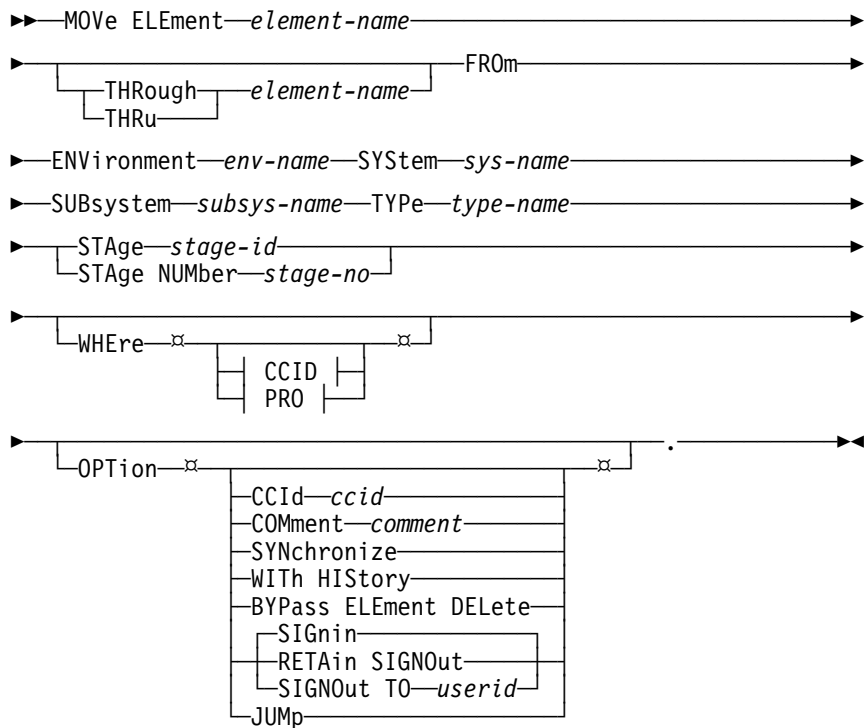 MOVe ELEment element-name
FROm
THRough element-name
THRu
ENVironment env-name SYStem sys-name
SUBsystem subsys-name TYPe type-name
STAge stage-id
STAge NUMber stage-no
WHEre ¤ ¤
CCID
PRO
.
OPTion ¤ ¤
CCId ccid
COMment comment
SYNchronize
WITh HIStory
BYPass ELEment DELete
SIGnin
RETAin SIGNOut
SIGNOut TO userid
JUMp